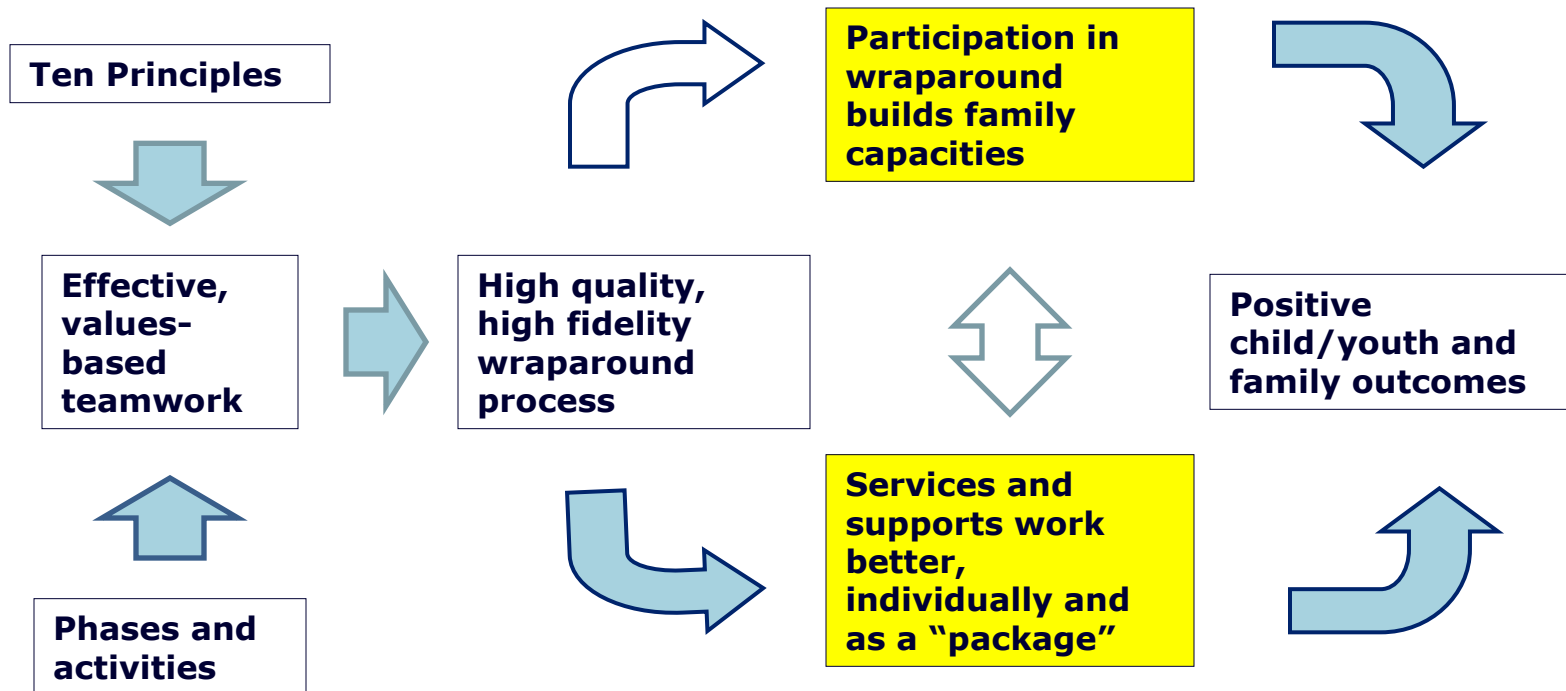 Ten Principles
Effective,
values-
based
teamwork
Phases and
activities
High quality,
high fidelity
wraparound
process
Participation in
wraparound
builds family
capacities
Services and
supports work
better,
individually and
as a “package”
Positive
child/youth and
family outcomes